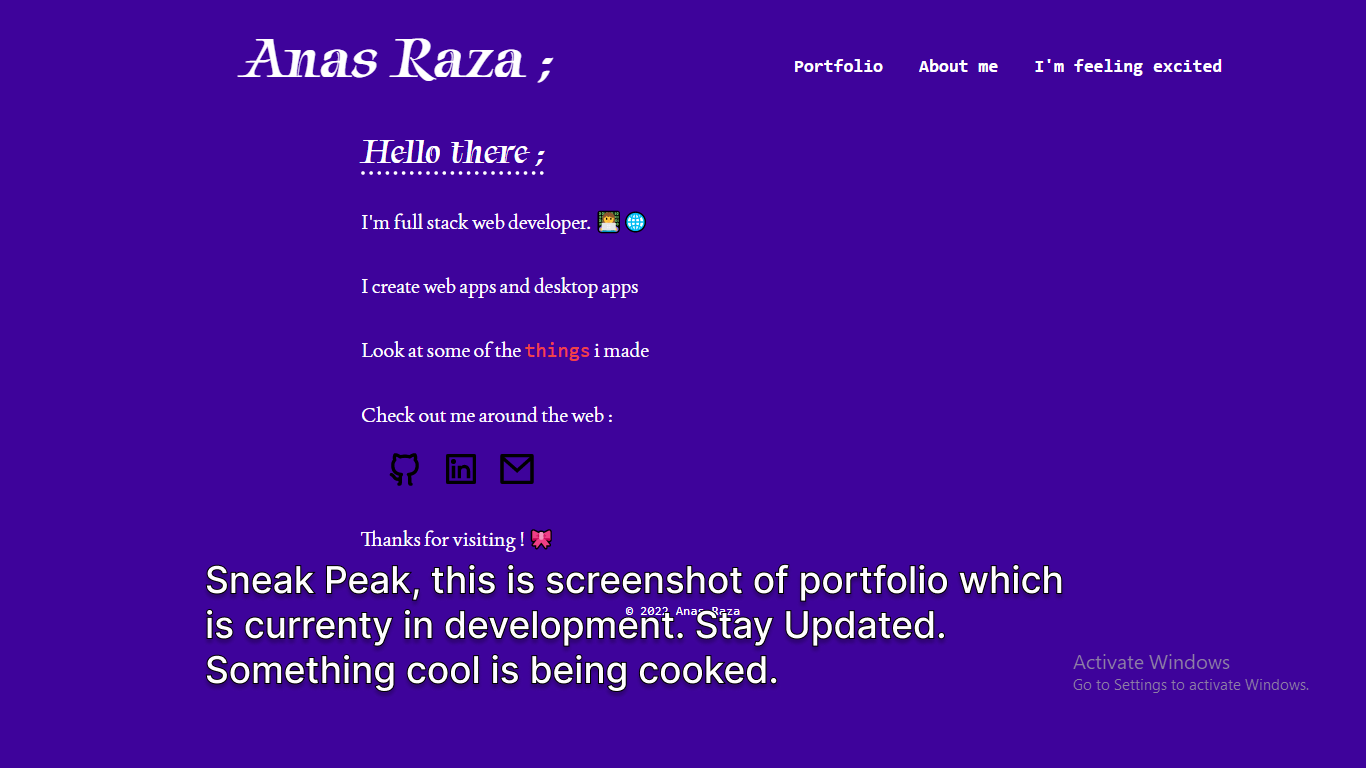 Anas Raza ;
Portfolio About me I'm feeling excited
Hello there ;
I'm full stack web developer. 👨‍💻 🌐
I create web apps and desktop apps
Look at some of the things i made
Check out me around the web :
in
Thanks for visiting ! 🎀
Sneak Peak, this is screenshot of portfolio which
© 2022 Anas Raza
is currenty in development. Stay Updated.
Something cool is being cooked.
Activate Windows
Go to Settings to activate Windows.